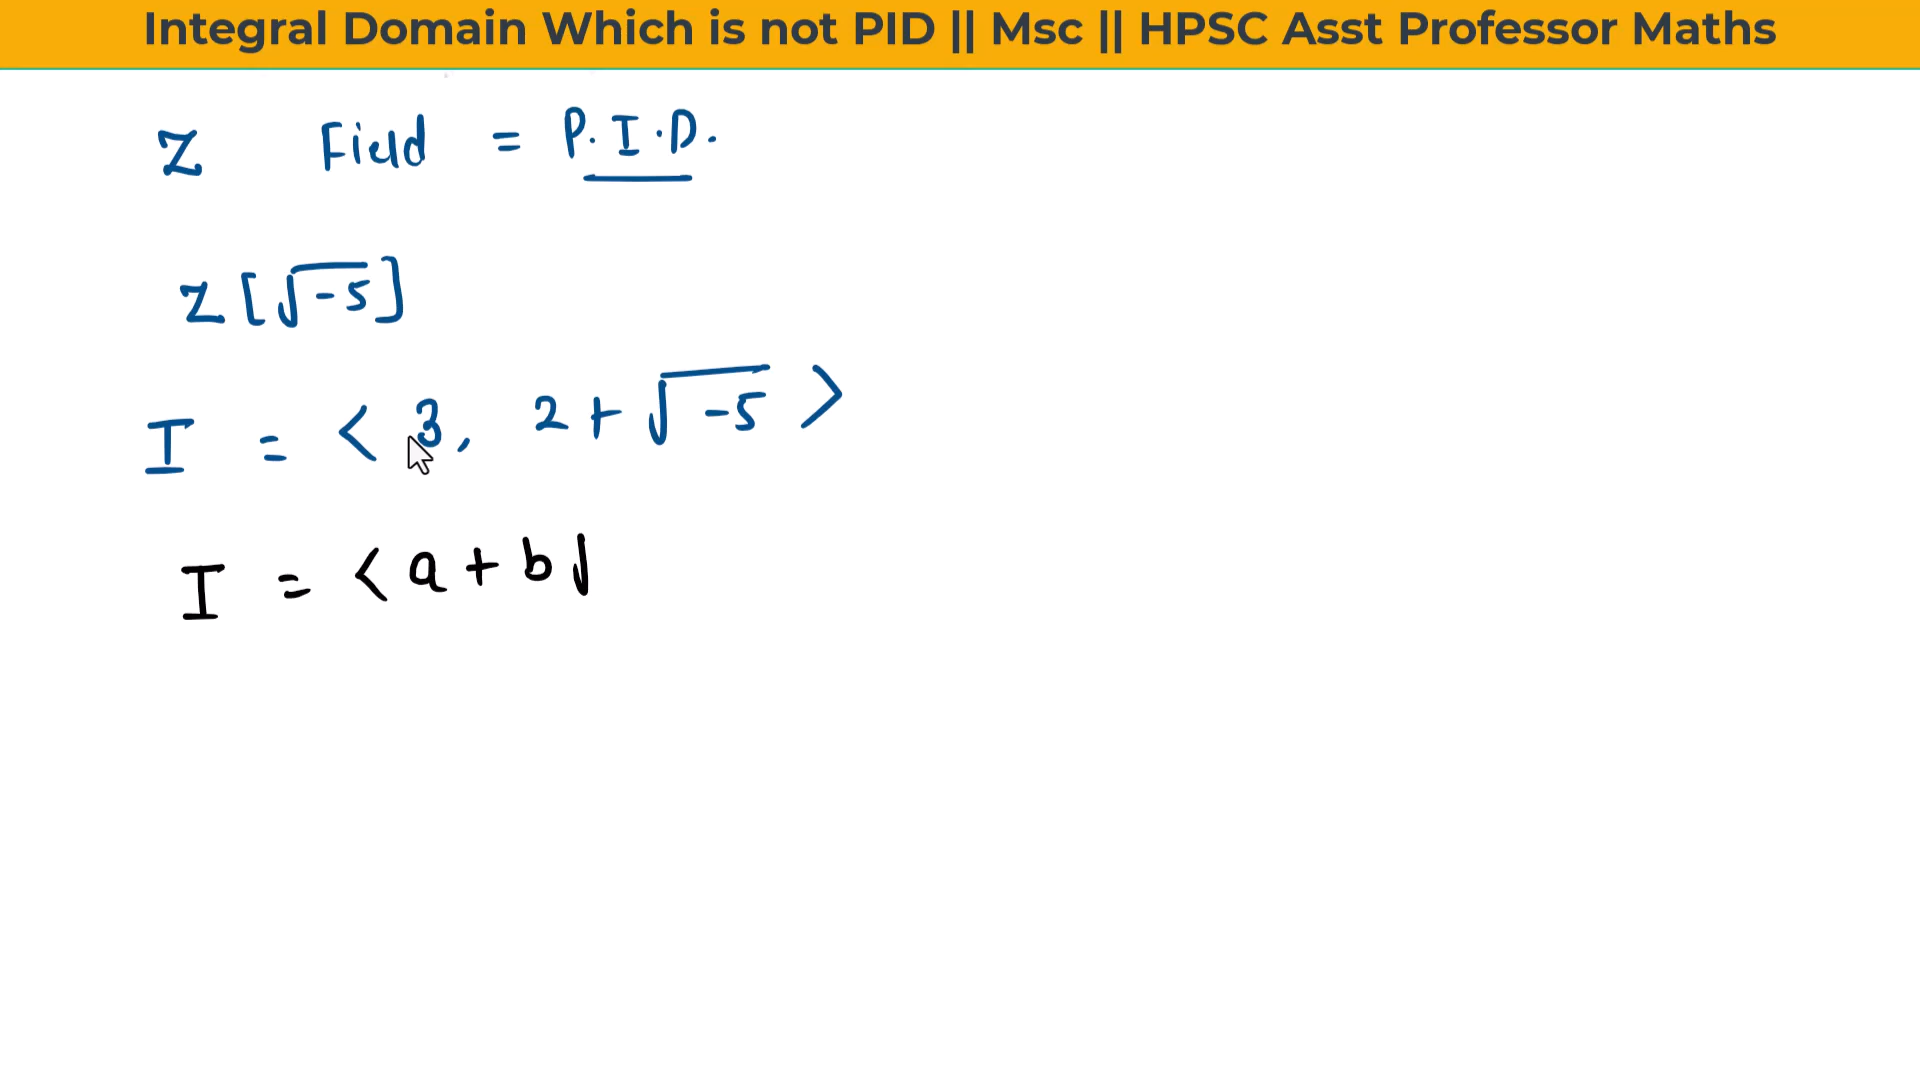 Integral Domain Which is not PID || Msc || HPSC Asst Professor Maths
Z Field = P.I.D.
Z[√-5]
I = < 3, 2+√-5 >
I = < a + b√